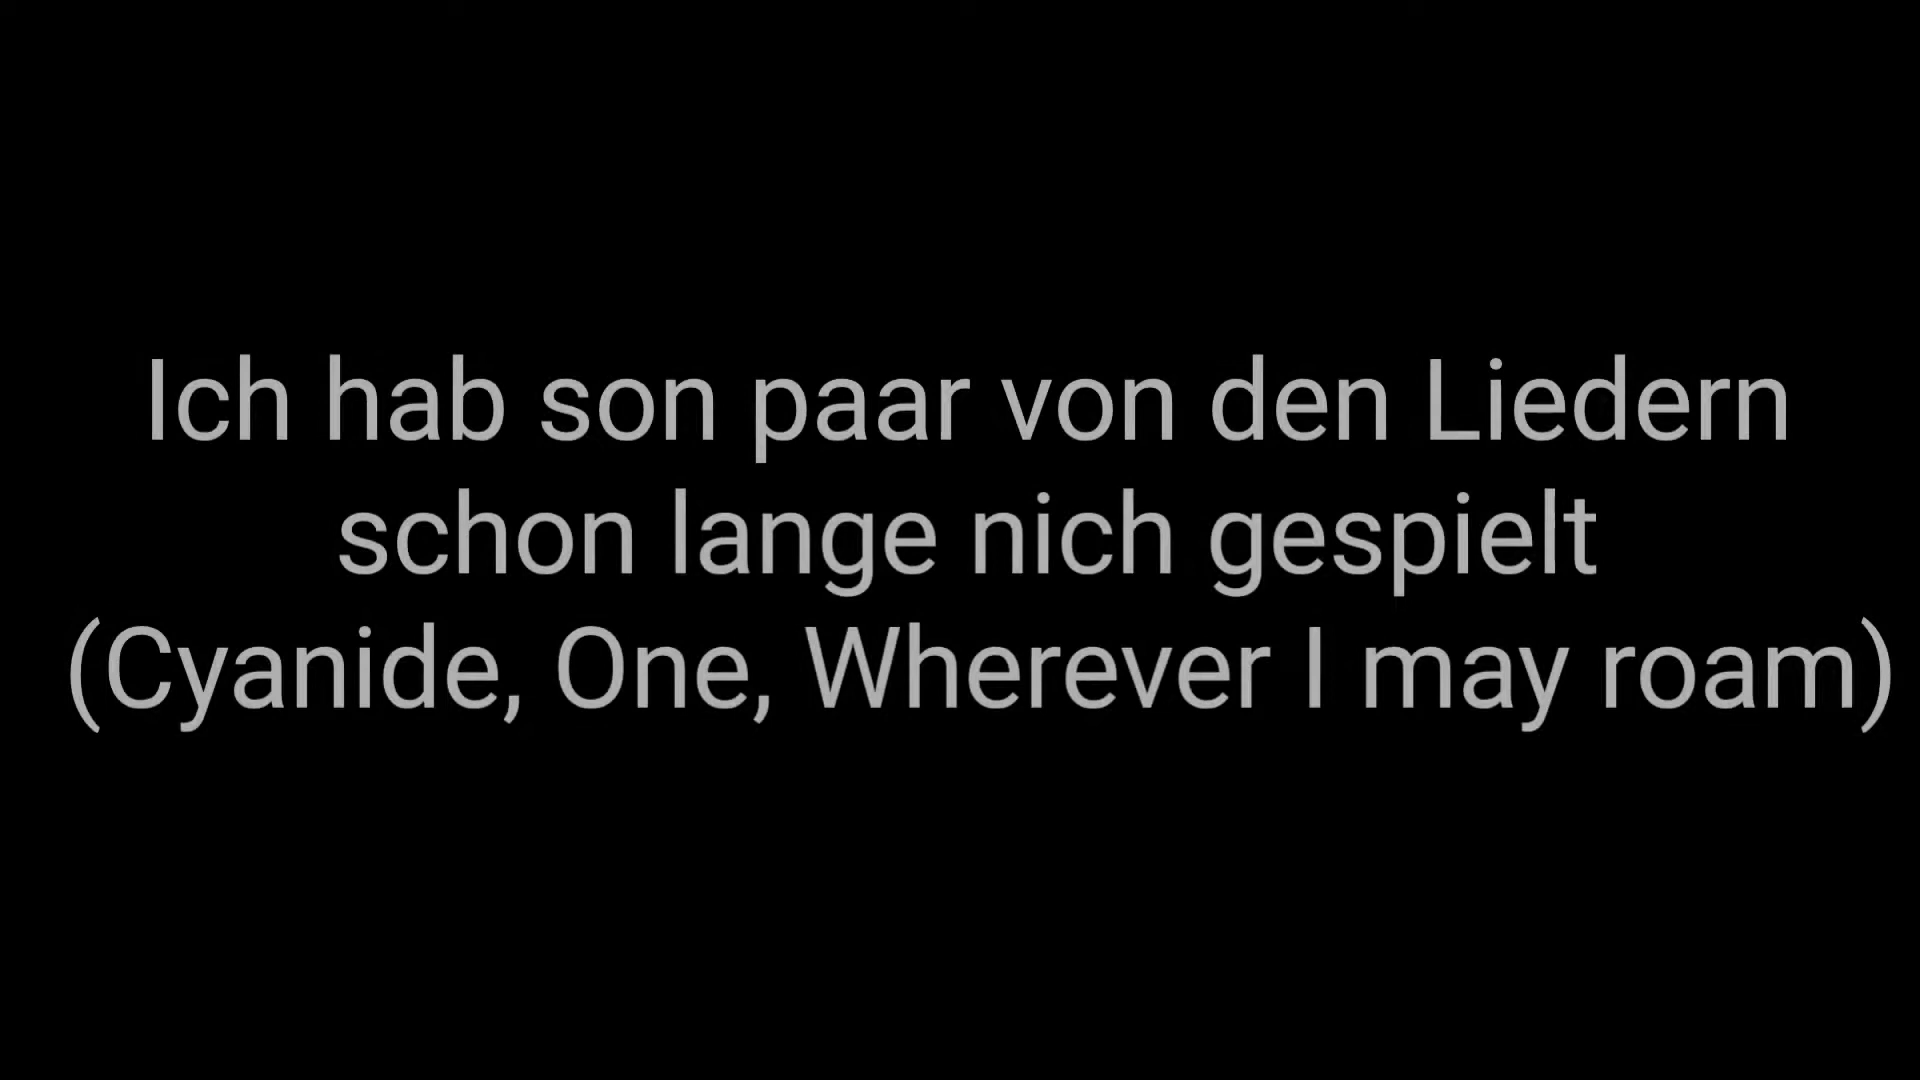 Ich hab son paar von den Liedern
schon lange nich gespielt
(Cyanide, One, Wherever I may roam)